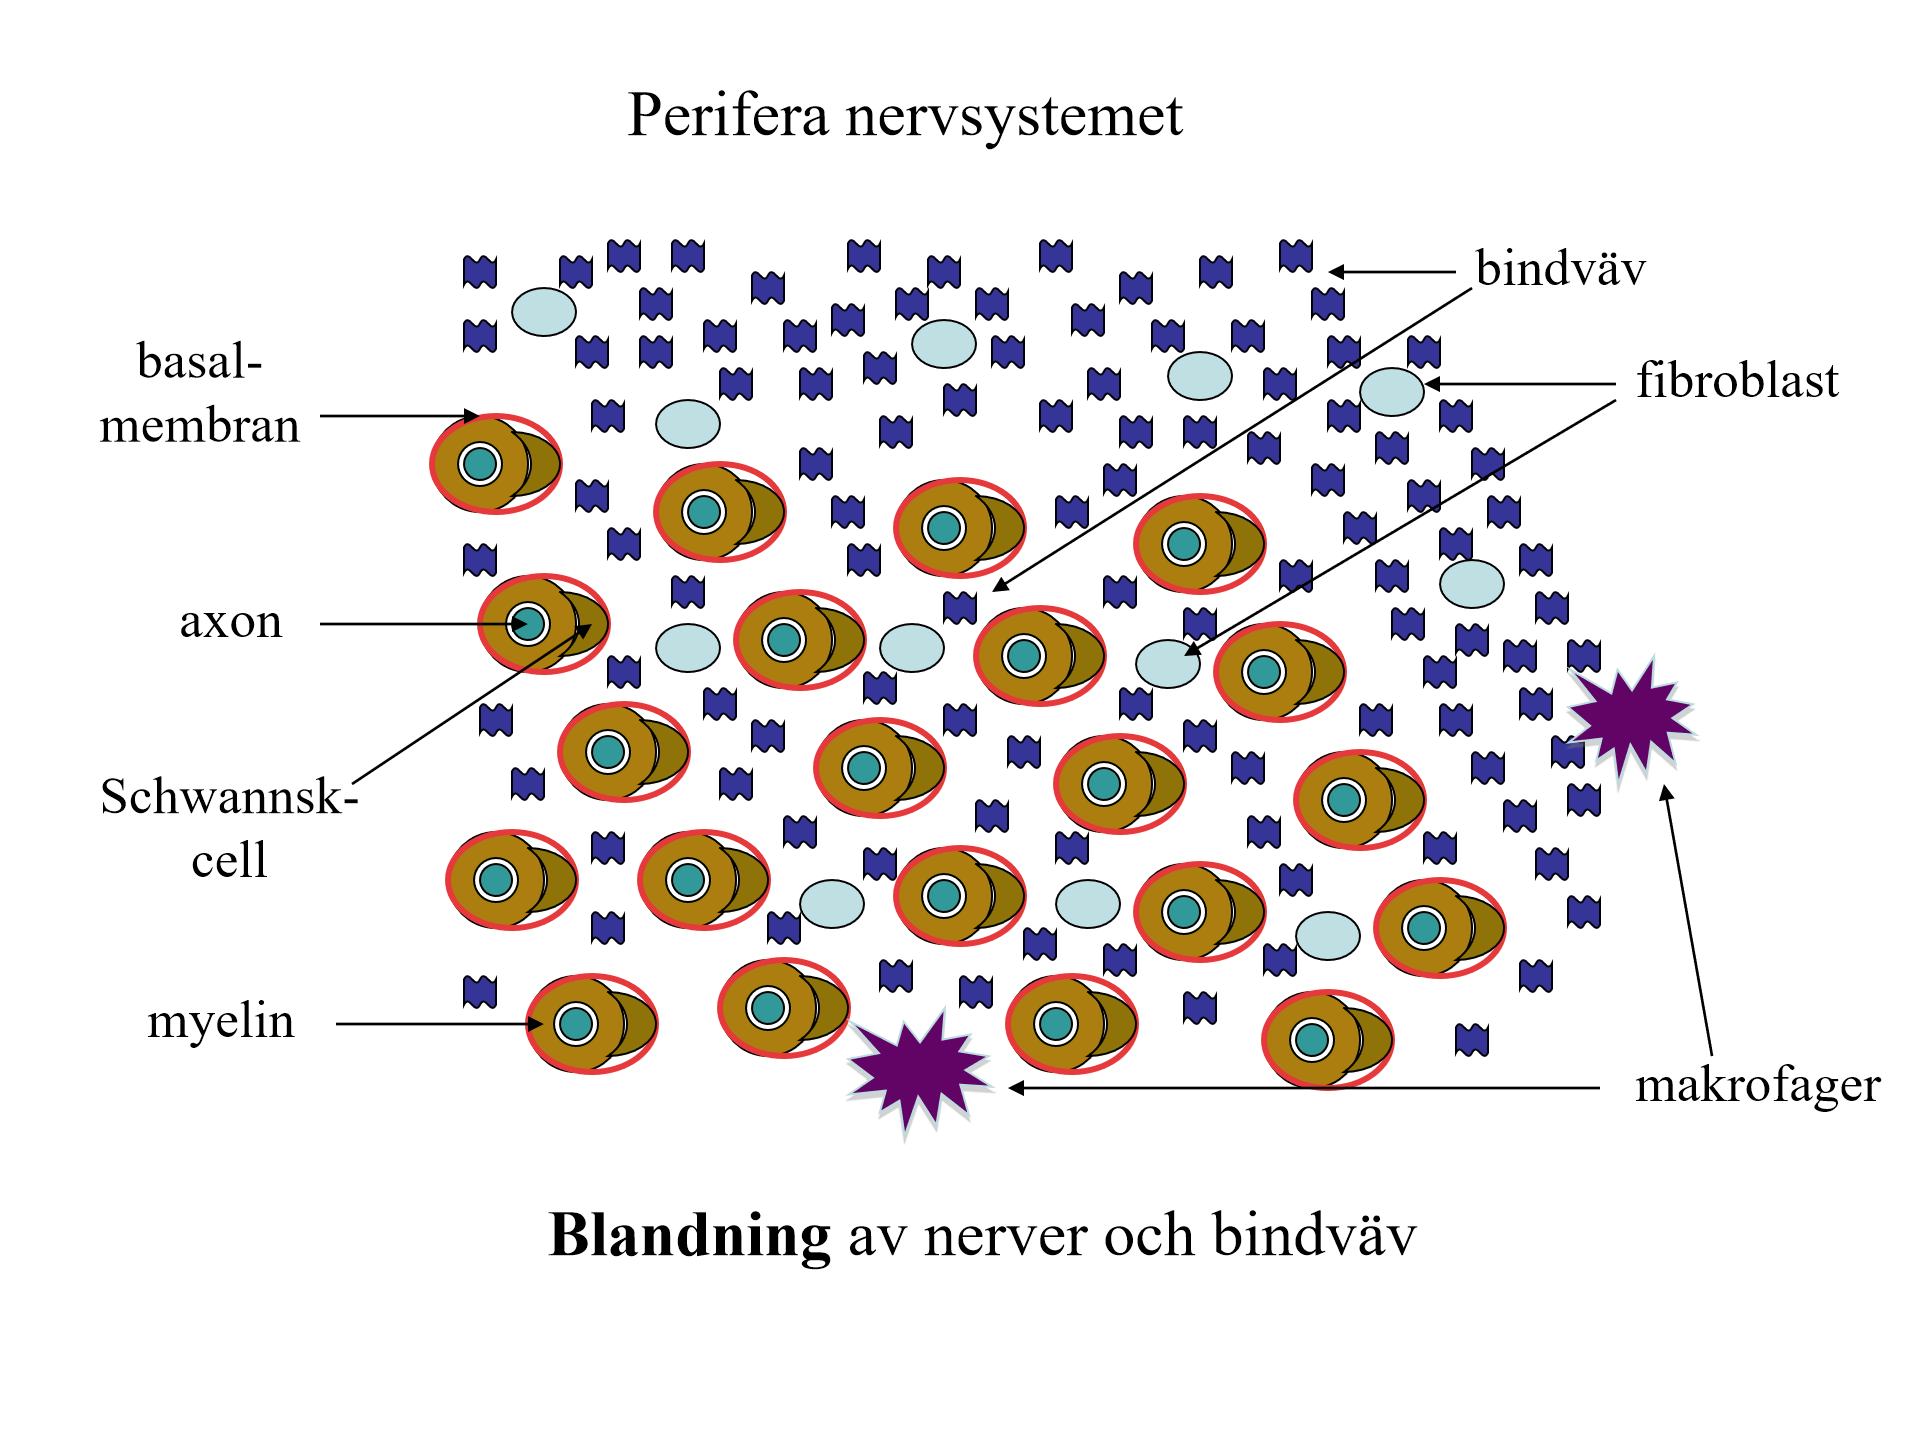 Perifera nervsystemet
bindväv
basal-
membran
fibroblast
axon
Schwannsk-
cell
myelin
makrofager
Blandning av nerver och bindväv